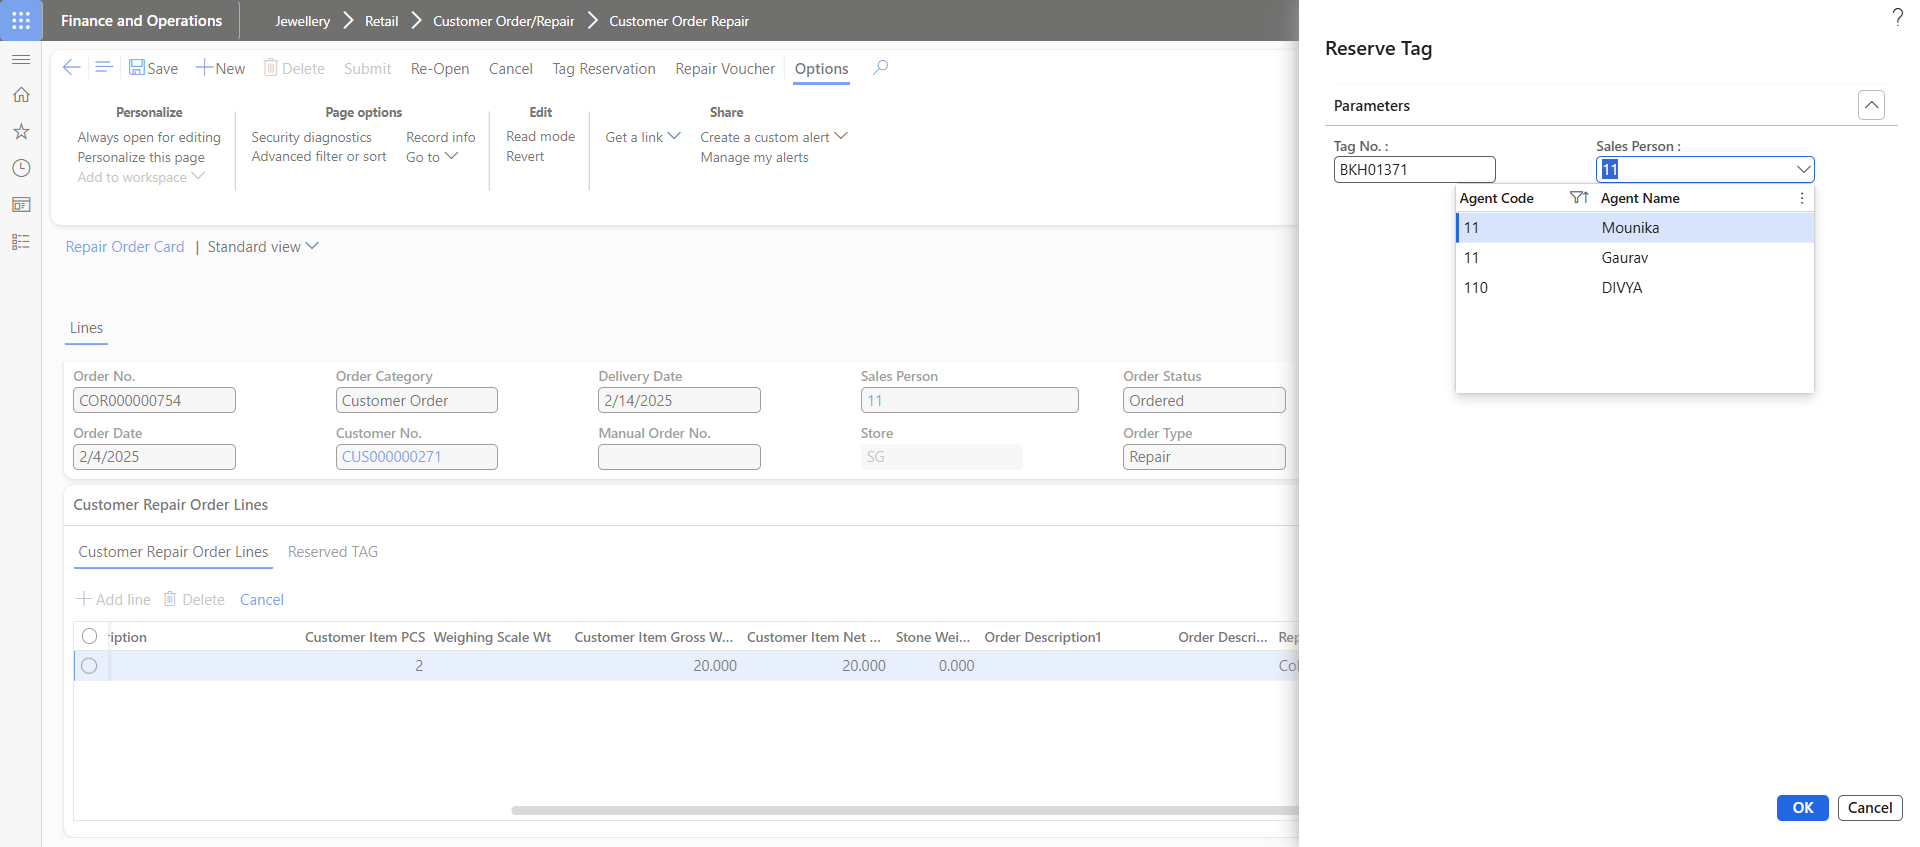 Finance and Operations
Jewellery Retail Customer Order/Repair Customer Order Repair
?
Save New Delete Submit Re-Open Cancel Tag Reservation Repair Voucher Options
Personalize
Always open for editing
Personalize this page
Add to workspace
Page options
Security diagnostics Record info
Advanced filter or sort Go to
Edit
Read mode
Revert
Share
Get a link Create a custom alert
Manage my alerts
Repair Order Card | Standard view
Lines
Order No. Order Category Delivery Date Sales Person Order Status
COR000000754 Customer Order 2/14/2025 11 Ordered
Order Date Customer No. Manual Order No. Store Order Type
2/4/2025 CUS000000271 SG Repair
Customer Repair Order Lines
Customer Repair Order Lines Reserved TAG
Add line Delete Cancel
ription Customer Item PCS Weighing Scale Wt Customer Item Gross W... Customer Item Net ... Stone Wei... Order Description1 Order Descri... Rep
2 20.000 20.000 0.000 Col
Reserve Tag
Parameters
Tag No. : Sales Person :
BKH01371 11
Agent Code Agent Name
11 Mounika
11 Gaurav
110 DIVYA
OK Cancel